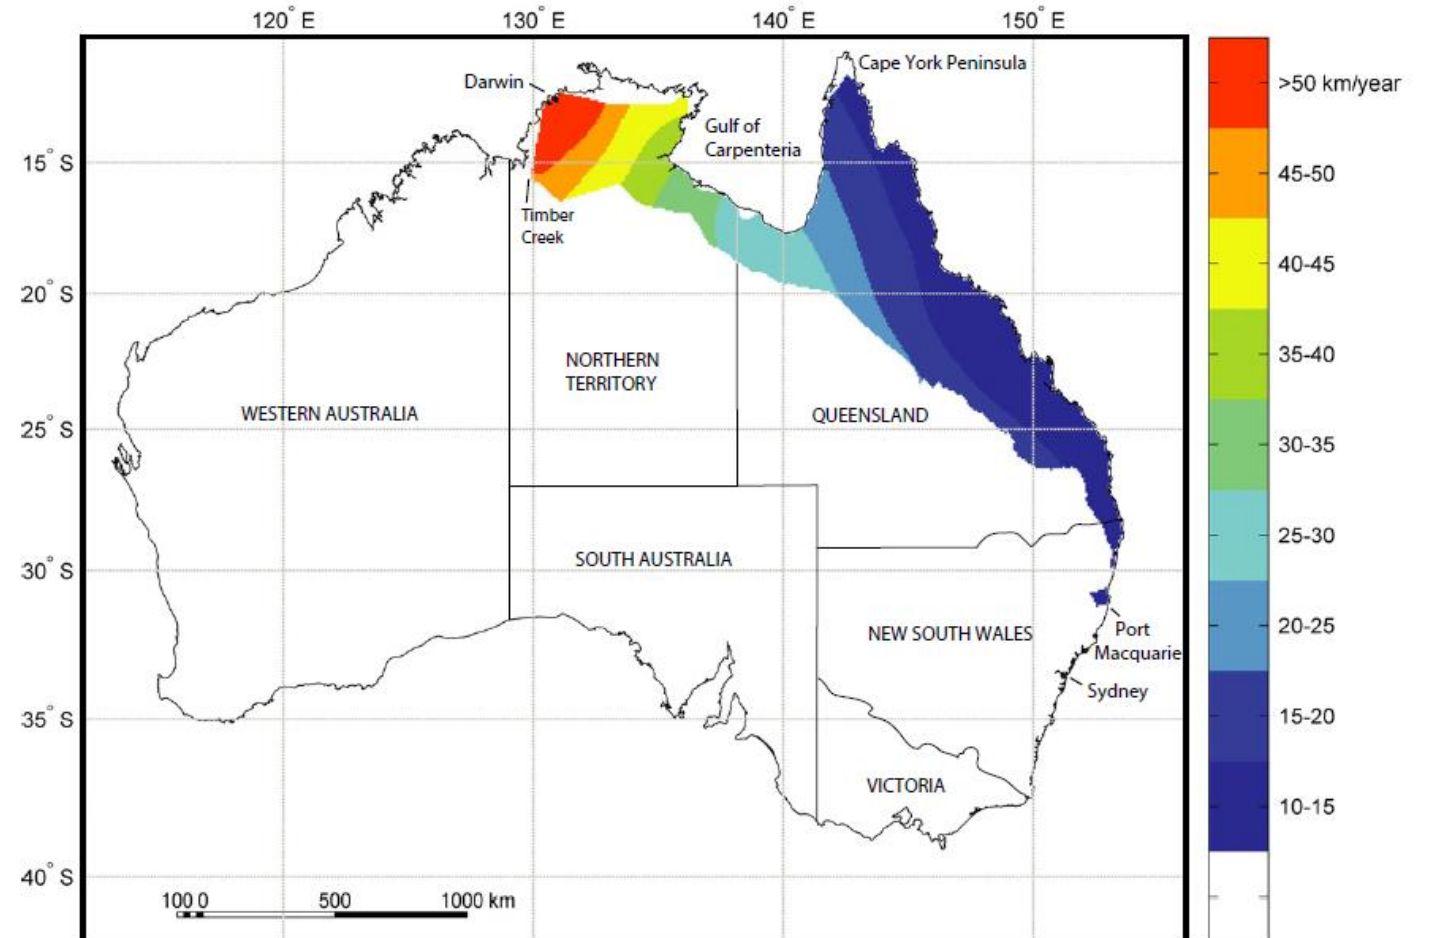 120° E
130° E
140° E
150° E
Darwin
Cape York Peninsula
Gulf of
Carpenteria
15° S
Timber
Creek
20° S
NORTHERN
TERRITORY
WESTERN AUSTRALIA
QUEENSLAND
25° S
SOUTH AUSTRALIA
30° S
NEW SOUTH WALES
Port
Macquarie
Sydney
35° S
VICTORIA
40° S
100 0 500 1000 km
>50 km/year
45-50
40-45
35-40
30-35
25-30
20-25
15-20
10-15